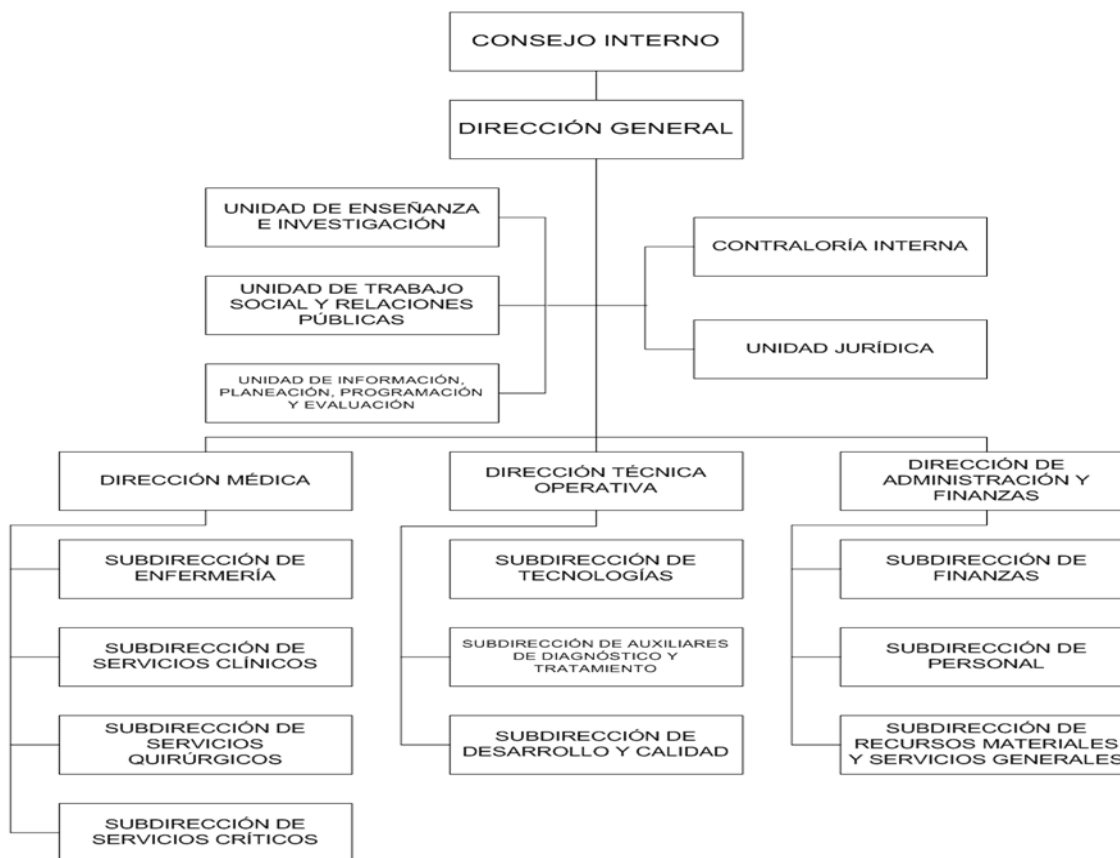 CONSEJO INTERNO
DIRECCIÓN GENERAL
UNIDAD DE ENSEÑANZA
E INVESTIGACIÓN
CONTRALORÍA INTERNA
UNIDAD DE TRABAJO
SOCIAL Y RELACIONES
PÚBLICAS
UNIDAD JURÍDICA
UNIDAD DE INFORMACIÓN,
PLANEACIÓN, PROGRAMACIÓN
Y EVALUACIÓN
DIRECCIÓN MÉDICA
DIRECCIÓN TÉCNICA
OPERATIVA
DIRECCIÓN DE
ADMINISTRACIÓN Y
FINANZAS
SUBDIRECCIÓN DE
ENFERMERÍA
SUBDIRECCIÓN DE
TECNOLOGÍAS
SUBDIRECCIÓN DE
FINANZAS
SUBDIRECCIÓN DE
SERVICIOS CLÍNICOS
SUBDIRECCIÓN DE AUXILIARES
DE DIAGNÓSTICO Y
TRATAMIENTO
SUBDIRECCIÓN DE
PERSONAL
SUBDIRECCIÓN DE
SERVICIOS
QUIRÚRGICOS
SUBDIRECCIÓN DE
DESARROLLO Y CALIDAD
SUBDIRECCIÓN DE
RECURSOS MATERIALES
Y SERVICIOS GENERALES
SUBDIRECCIÓN DE
SERVICIOS CRÍTICOS